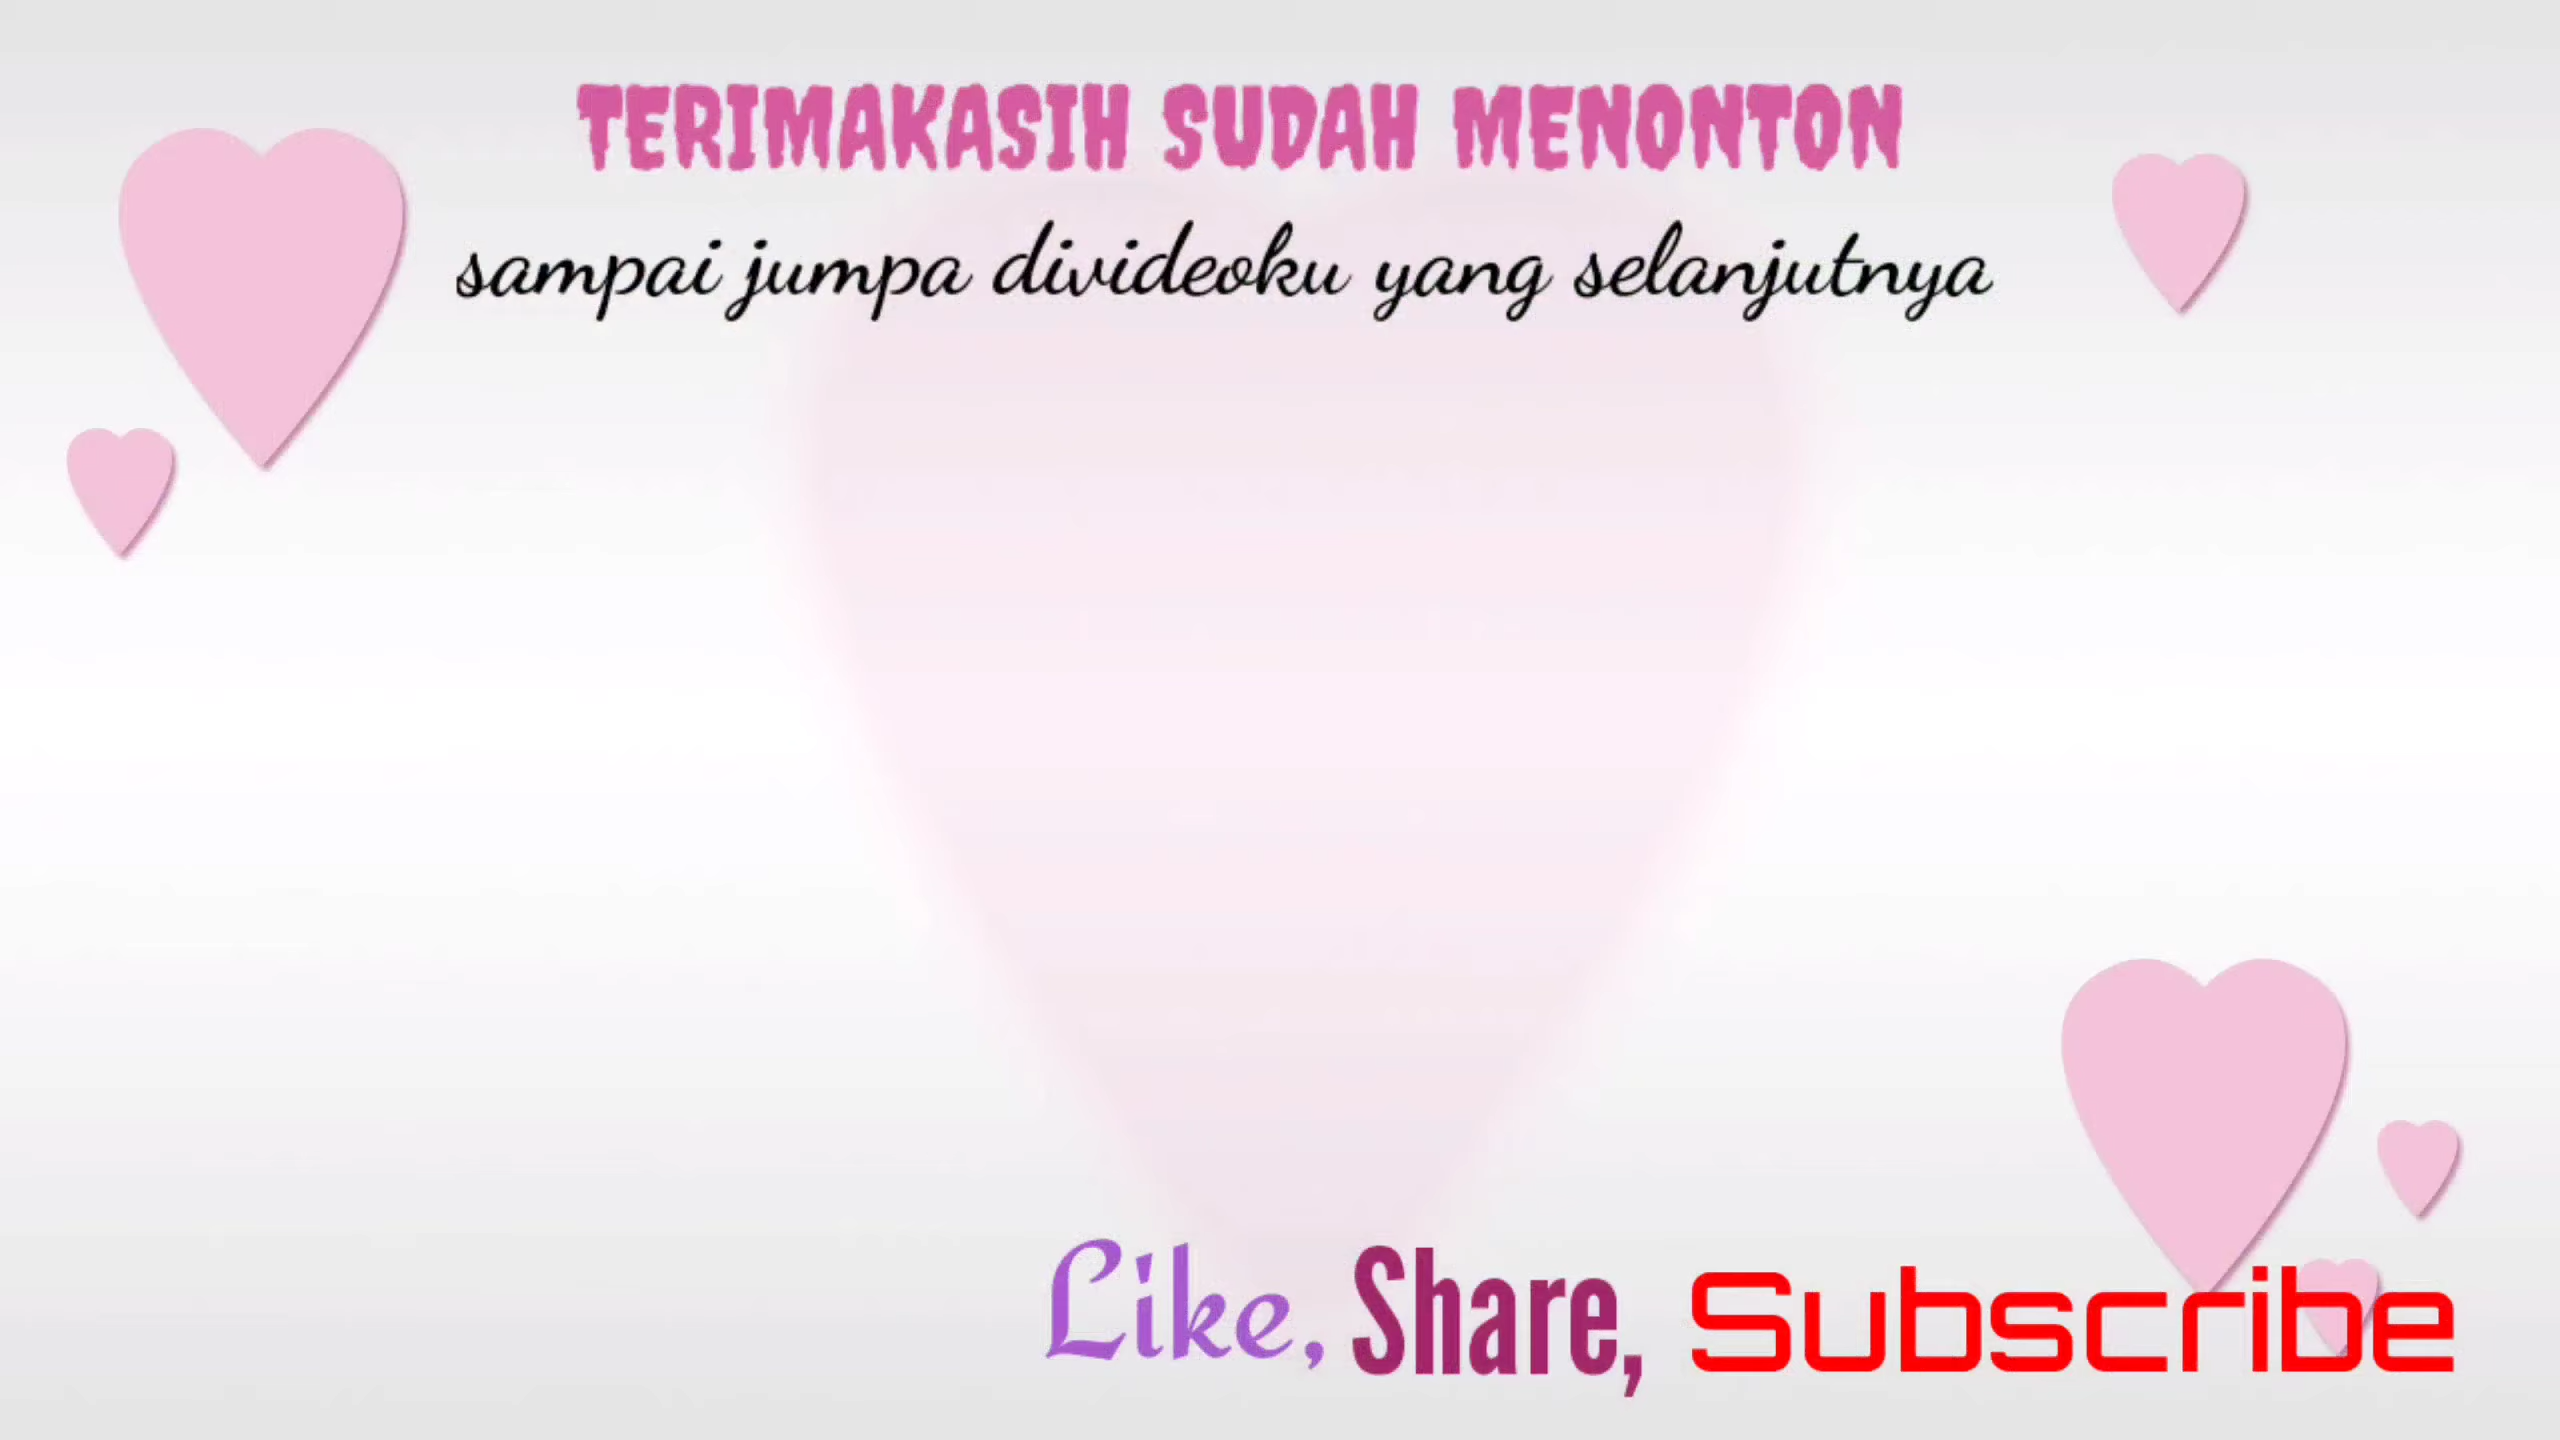 TERIMAKASIH SUDAH MENONTON
sampai jumpa divideoku yang selanjutnya
Like, Share, Subscribe